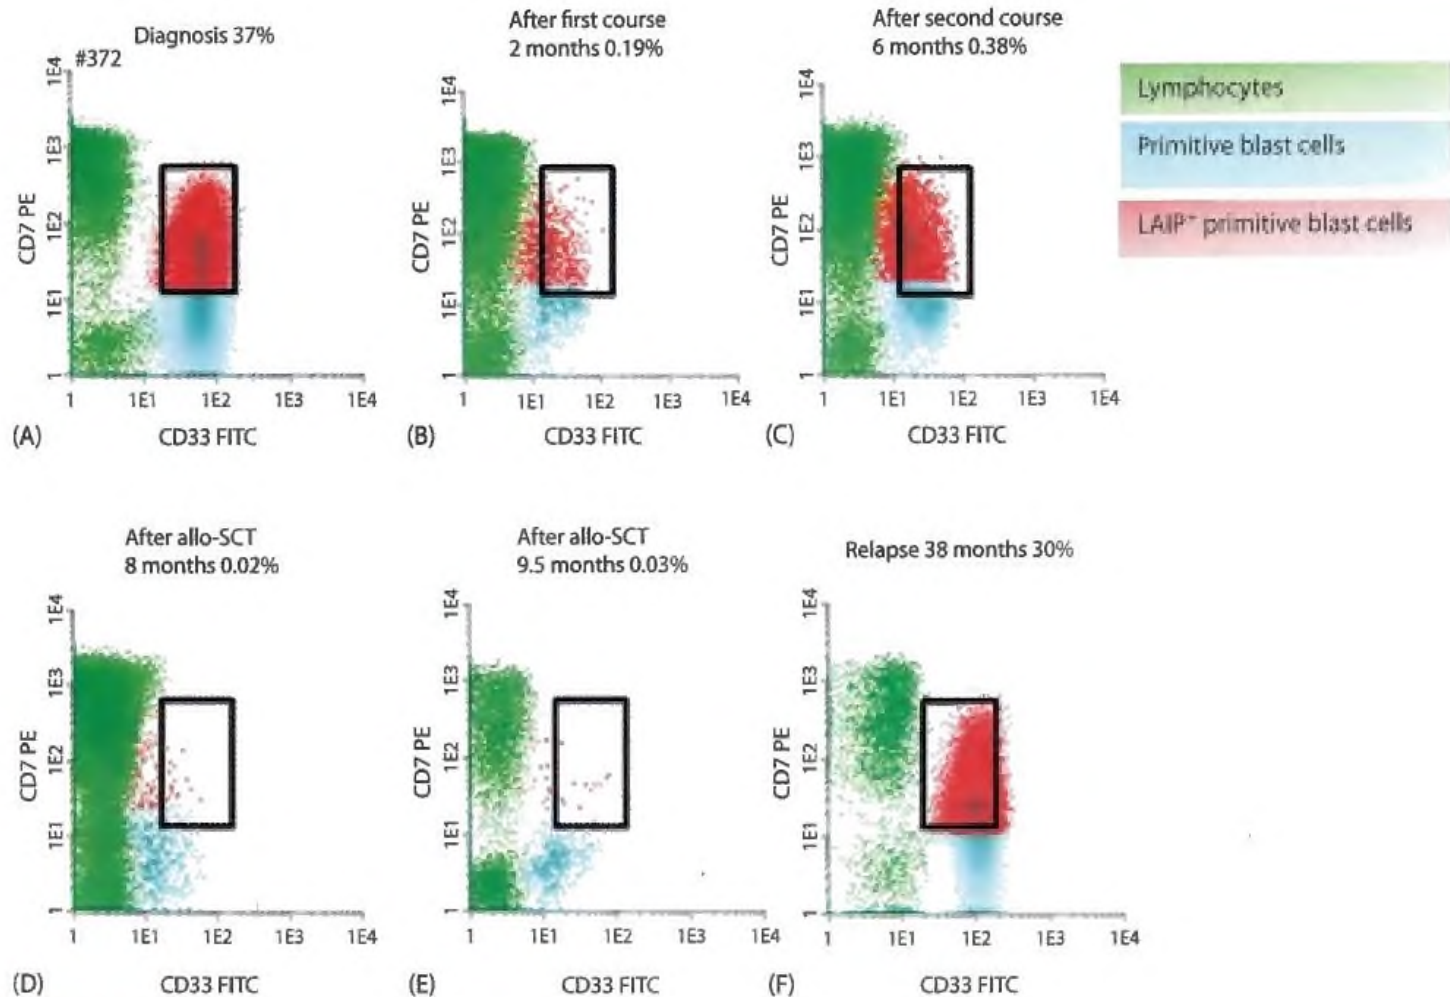 Diagnosis 37%
#372
1E4
1E3
1E2
1E1
1
CD7 PE
1
1E1
1E2
1E3
1E4
(A)
CD33 FITC
After first course
2 months 0.19%
1E4
1E3
1E2
1E1
1
CD7 PE
1
1E1
1E2
1E3
1E4
(B)
CD33 FITC
After second course
6 months 0.38%
1E4
1E3
1E2
1E1
1
CD7 PE
1
1E1
1E2
1E3
1E4
(C)
CD33 FITC
Lymphocytes
Primitive blast cells
LAIP⁺ primitive blast cells
After allo-SCT
8 months 0.02%
1E4
1E3
1E2
1E1
1
CD7 PE
1
1E1
1E2
1E3
1E4
(D)
CD33 FITC
After allo-SCT
9.5 months 0.03%
1E4
1E3
1E2
1E1
1
CD7 PE
1
1E1
1E2
1E3
1E4
(E)
CD33 FITC
Relapse 38 months 30%
1E4
1E3
1E2
1E1
1
CD7 PE
1
1E1
1E2
1E3
1E4
(F)
CD33 FITC